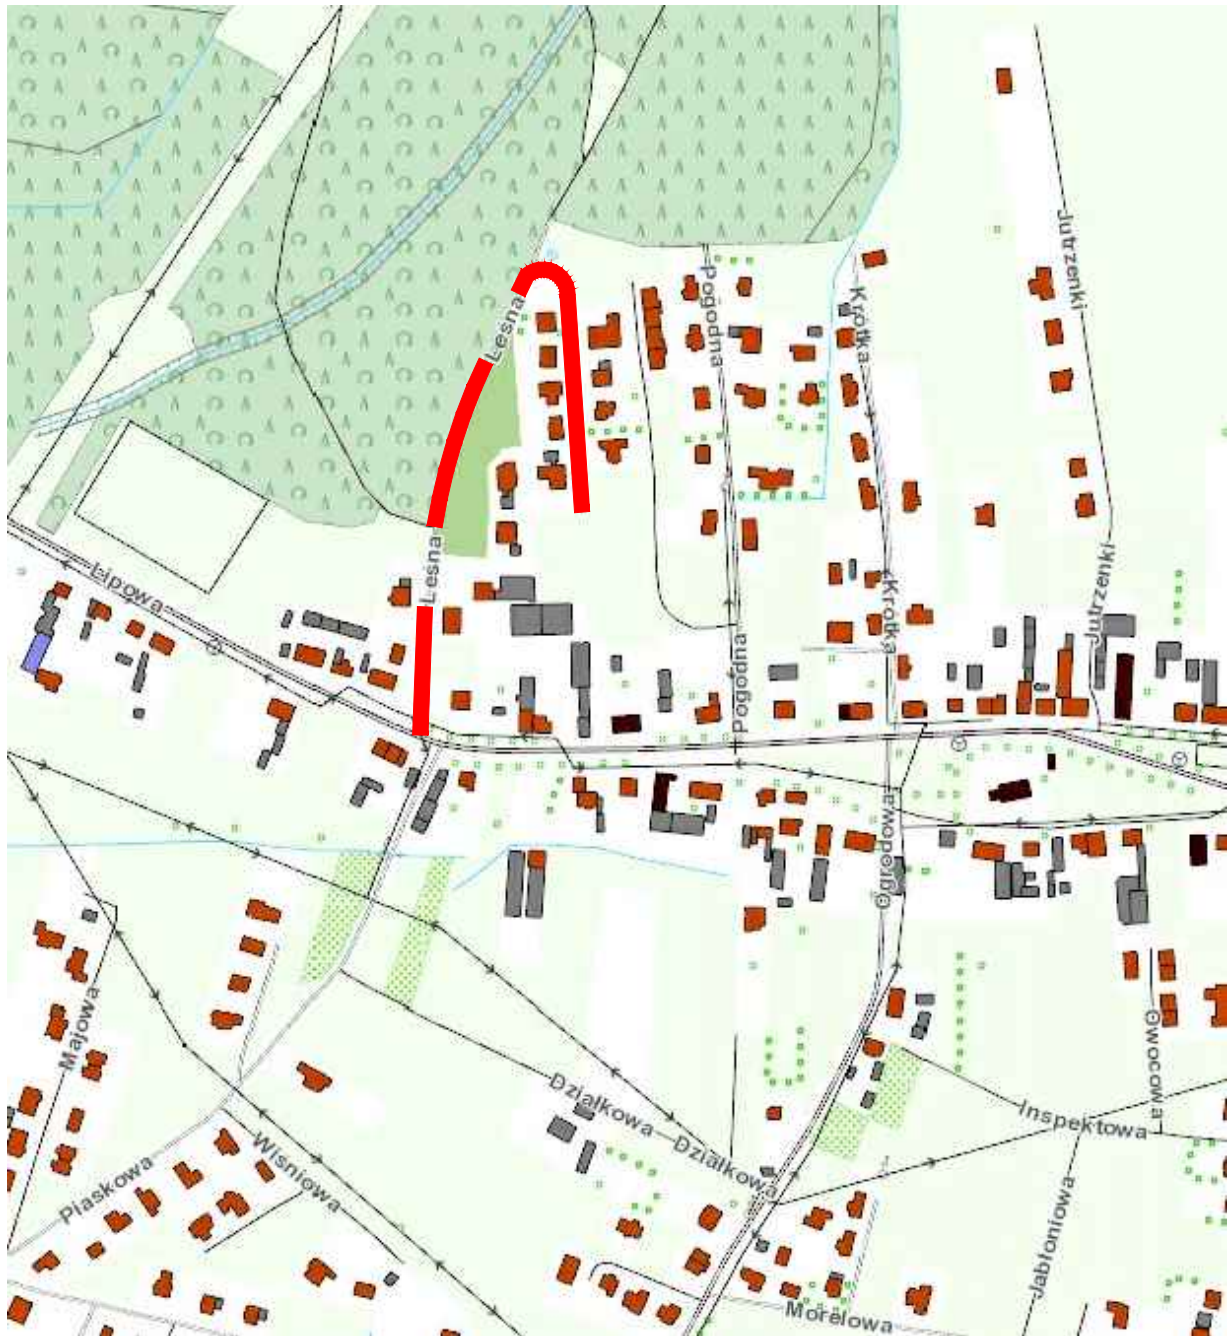 Jutrzenki
Pogodna
Krótka
Leśna
Leśna
Lipowa
Jutrzenki
Krótka
Pogodna
Ogrodowa
Majowa
Owocowa
Działkowa
Działkowa
Inspektowa
Wiśniowa
Piaskowa
Jabłoniowa
Morelowa